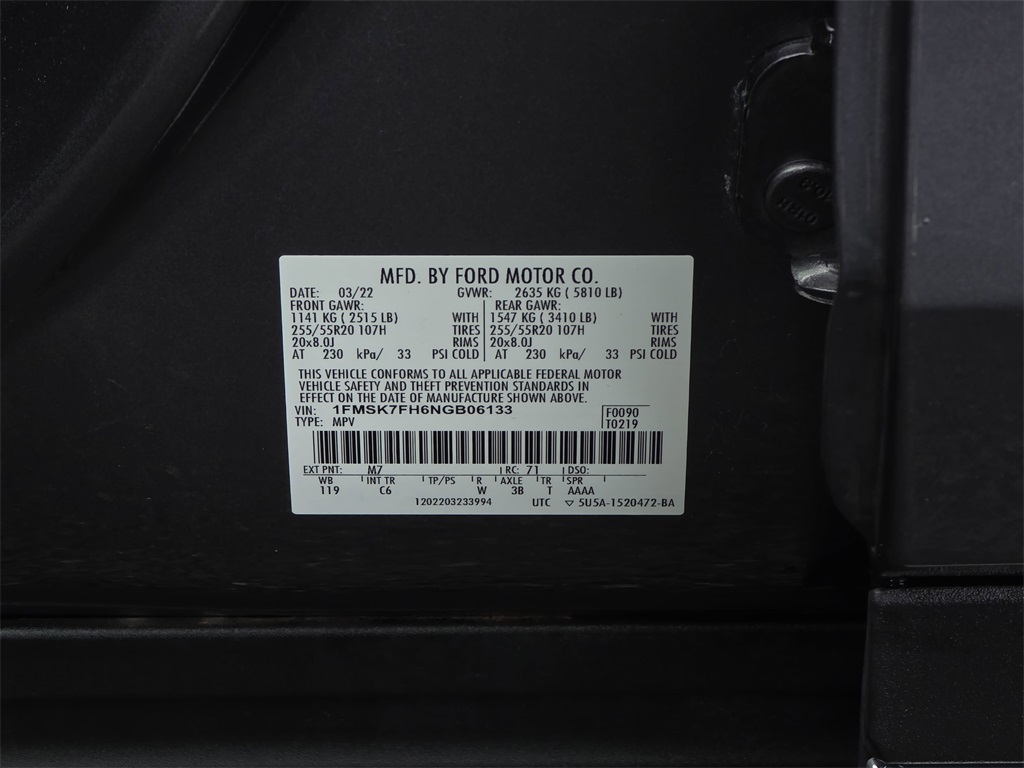 MFD. BY FORD MOTOR CO.
DATE: 03/22 GVWR: 2635 KG ( 5810 LB)
FRONT GAWR: REAR GAWR:
1141 KG ( 2515 LB) WITH 1547 KG ( 3410 LB) WITH
255/55R20 107H TIRES 255/55R20 107H TIRES
20x8.0J RIMS 20x8.0J RIMS
AT 230 kPa/ 33 PSI COLD AT 230 kPa/ 33 PSI COLD
THIS VEHICLE CONFORMS TO ALL APPLICABLE FEDERAL MOTOR
VEHICLE SAFETY AND THEFT PREVENTION STANDARDS IN
EFFECT ON THE DATE OF MANUFACTURE SHOWN ABOVE.
VIN: 1FMSK7FH6NGB06133 F0090
TYPE: MPV T0219
EXT PNT: M7 RC: 71 DSO:
WB INT TR TP/PS R AXLE TR SPR
119 C6 W 3B T AAAA
1202203233994 UTC ▽ 5U5A-1520472-BA